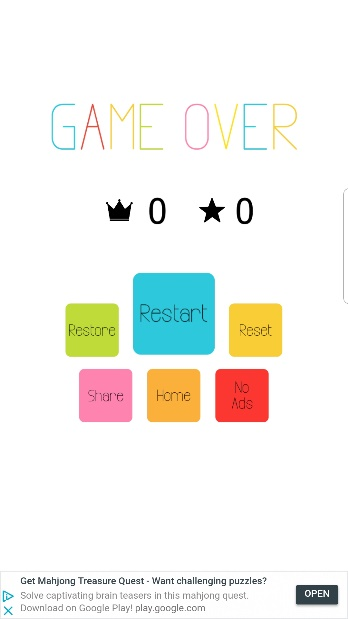 GAME OVER
0 0
Restart
Restore
Reset
Share
Home
No
Ads
Get Mahjong Treasure Quest - Want challenging puzzles?
Solve captivating brain teasers in this mahjong quest.
Download on Google Play! play.google.com
OPEN